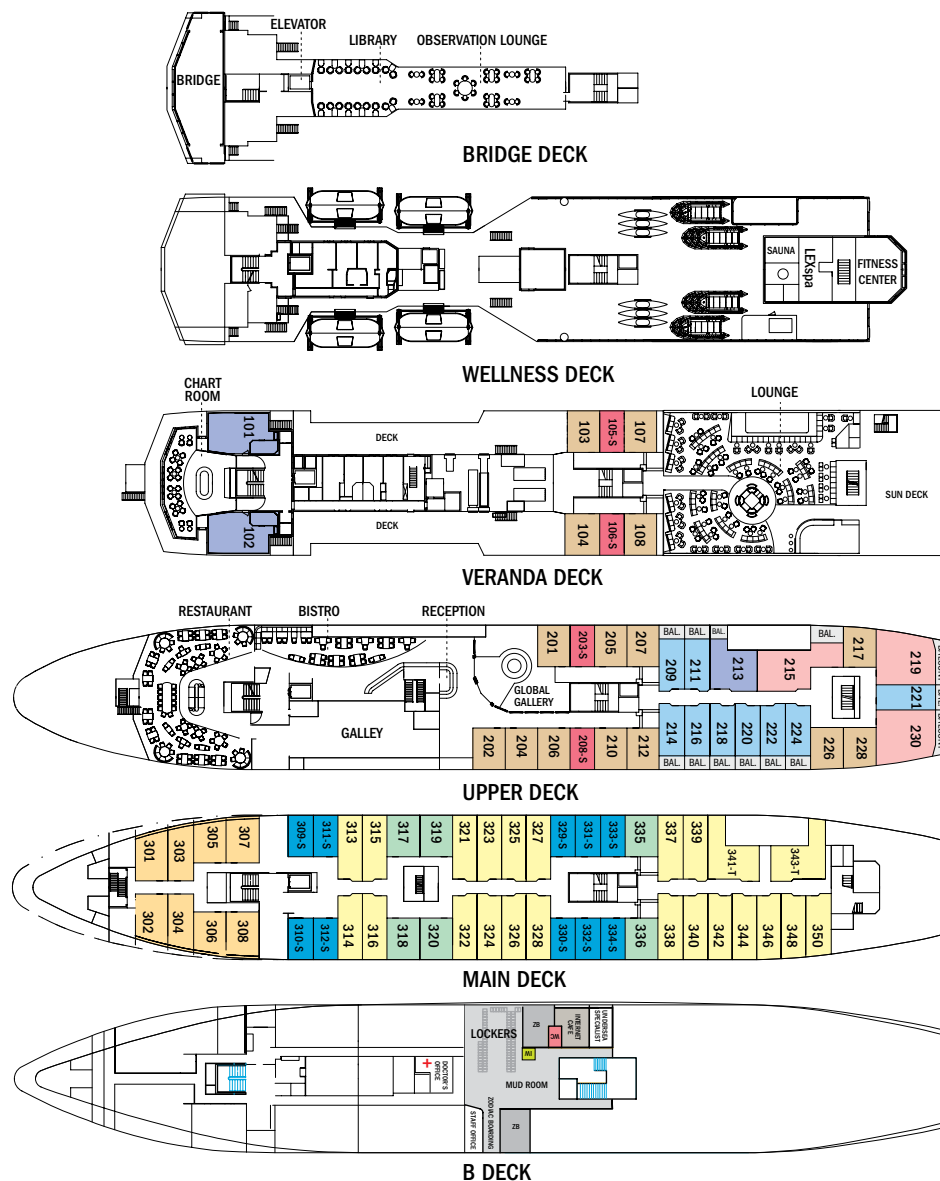 ELEVATOR
LIBRARY
OBSERVATION LOUNGE
BRIDGE
BRIDGE DECK
SAUNA
LEXspa
FITNESS
CENTER
WELLNESS DECK
CHART
ROOM
LOUNGE
101
DECK
103
105-S
107
SUN DECK
102
DECK
104
106-S
108
VERANDA DECK
RESTAURANT
BISTRO
RECEPTION
201
203-S
205
207
BAL.
BAL.
BAL.
BAL.
209
211
213
215
217
219
GLOBAL
GALLERY
221
GALLEY
202
204
206
208-S
210
212
214
216
218
220
222
224
226
228
230
BAL.
BAL.
BAL.
BAL.
BAL.
BAL.
UPPER DECK
301
303
305
307
309-S
311-S
313
315
317
319
321
323
325
327
329-S
331-S
333-S
335
337
339
341-T
343-T
302
304
306
308
310-S
312-S
314
316
318
320
322
324
326
328
330-S
332-S
334-S
336
338
340
342
344
346
348
350
MAIN DECK
LOCKERS
ZB
WC
INTERNET
CAFE
UNDERSEA
SPECIALIST
DOCTOR'S
OFFICE
MUD ROOM
STAFF OFFICE
ZODIAC BOARDING
ZB
B DECK